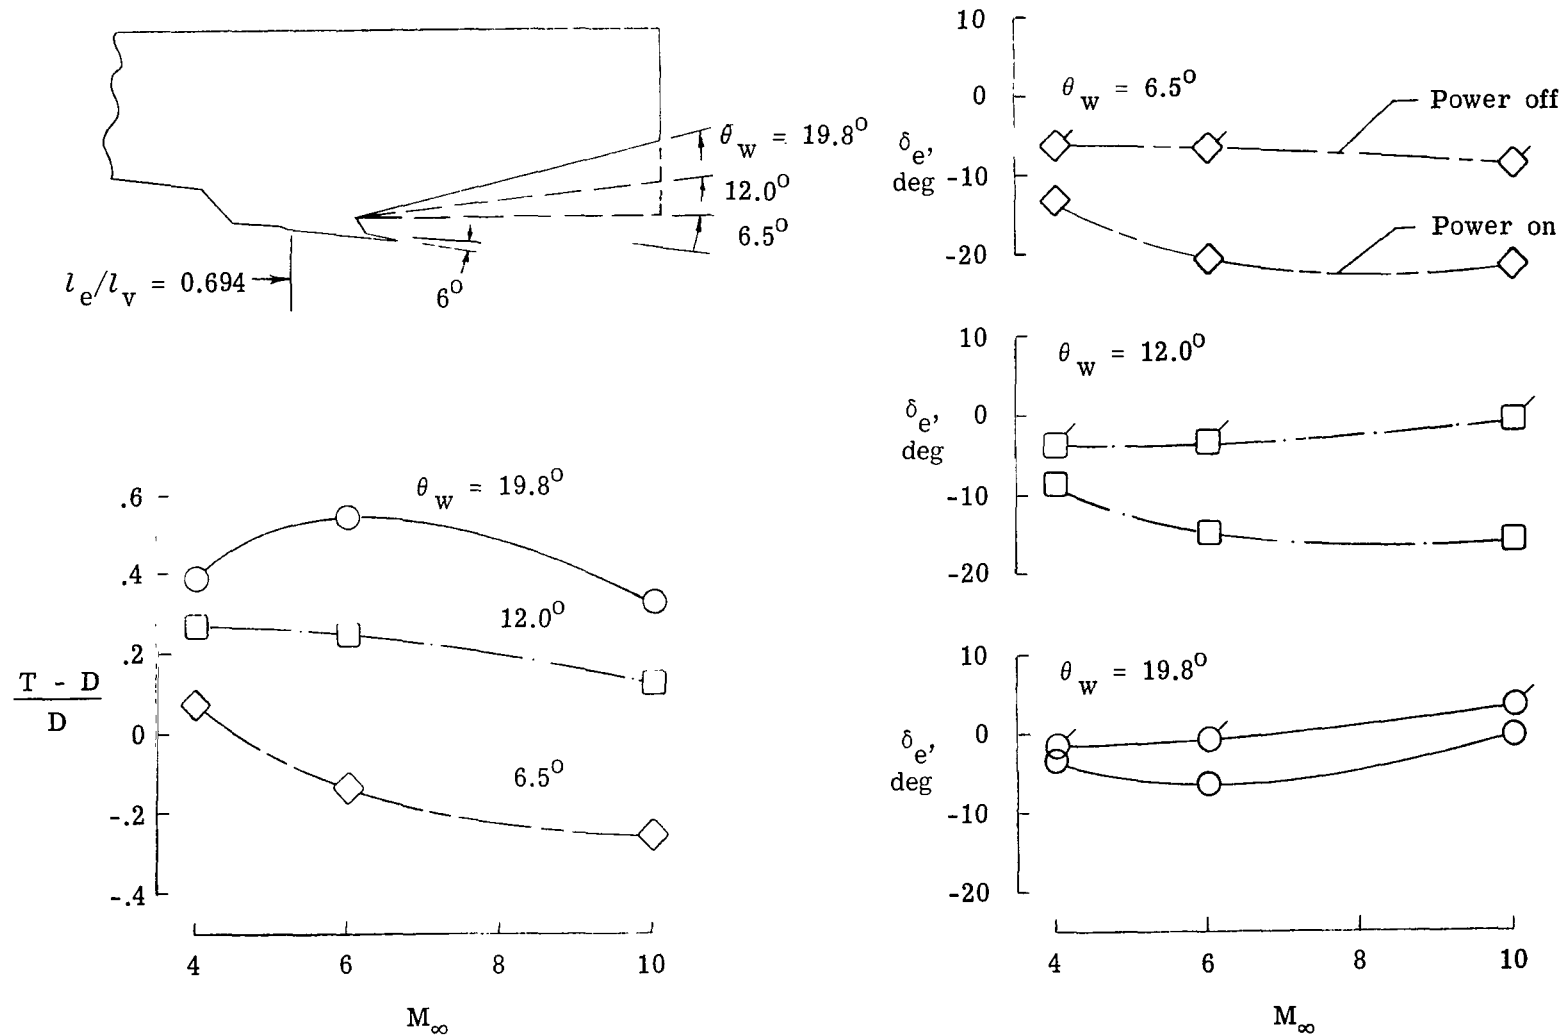 θw = 19.8°
12.0°
6.5°
6°
le/lv = 0.694
θw = 19.8°
12.0°
6.5°
T - D
D
.6
.4
.2
0
-.2
-.4
4
6
8
10
M∞
θw = 6.5°
Power off
Power on
δe,
deg
10
0
-10
-20
θw = 12.0°
δe,
deg
10
0
-10
-20
θw = 19.8°
δe,
deg
10
0
-10
-20
4
6
8
10
M∞